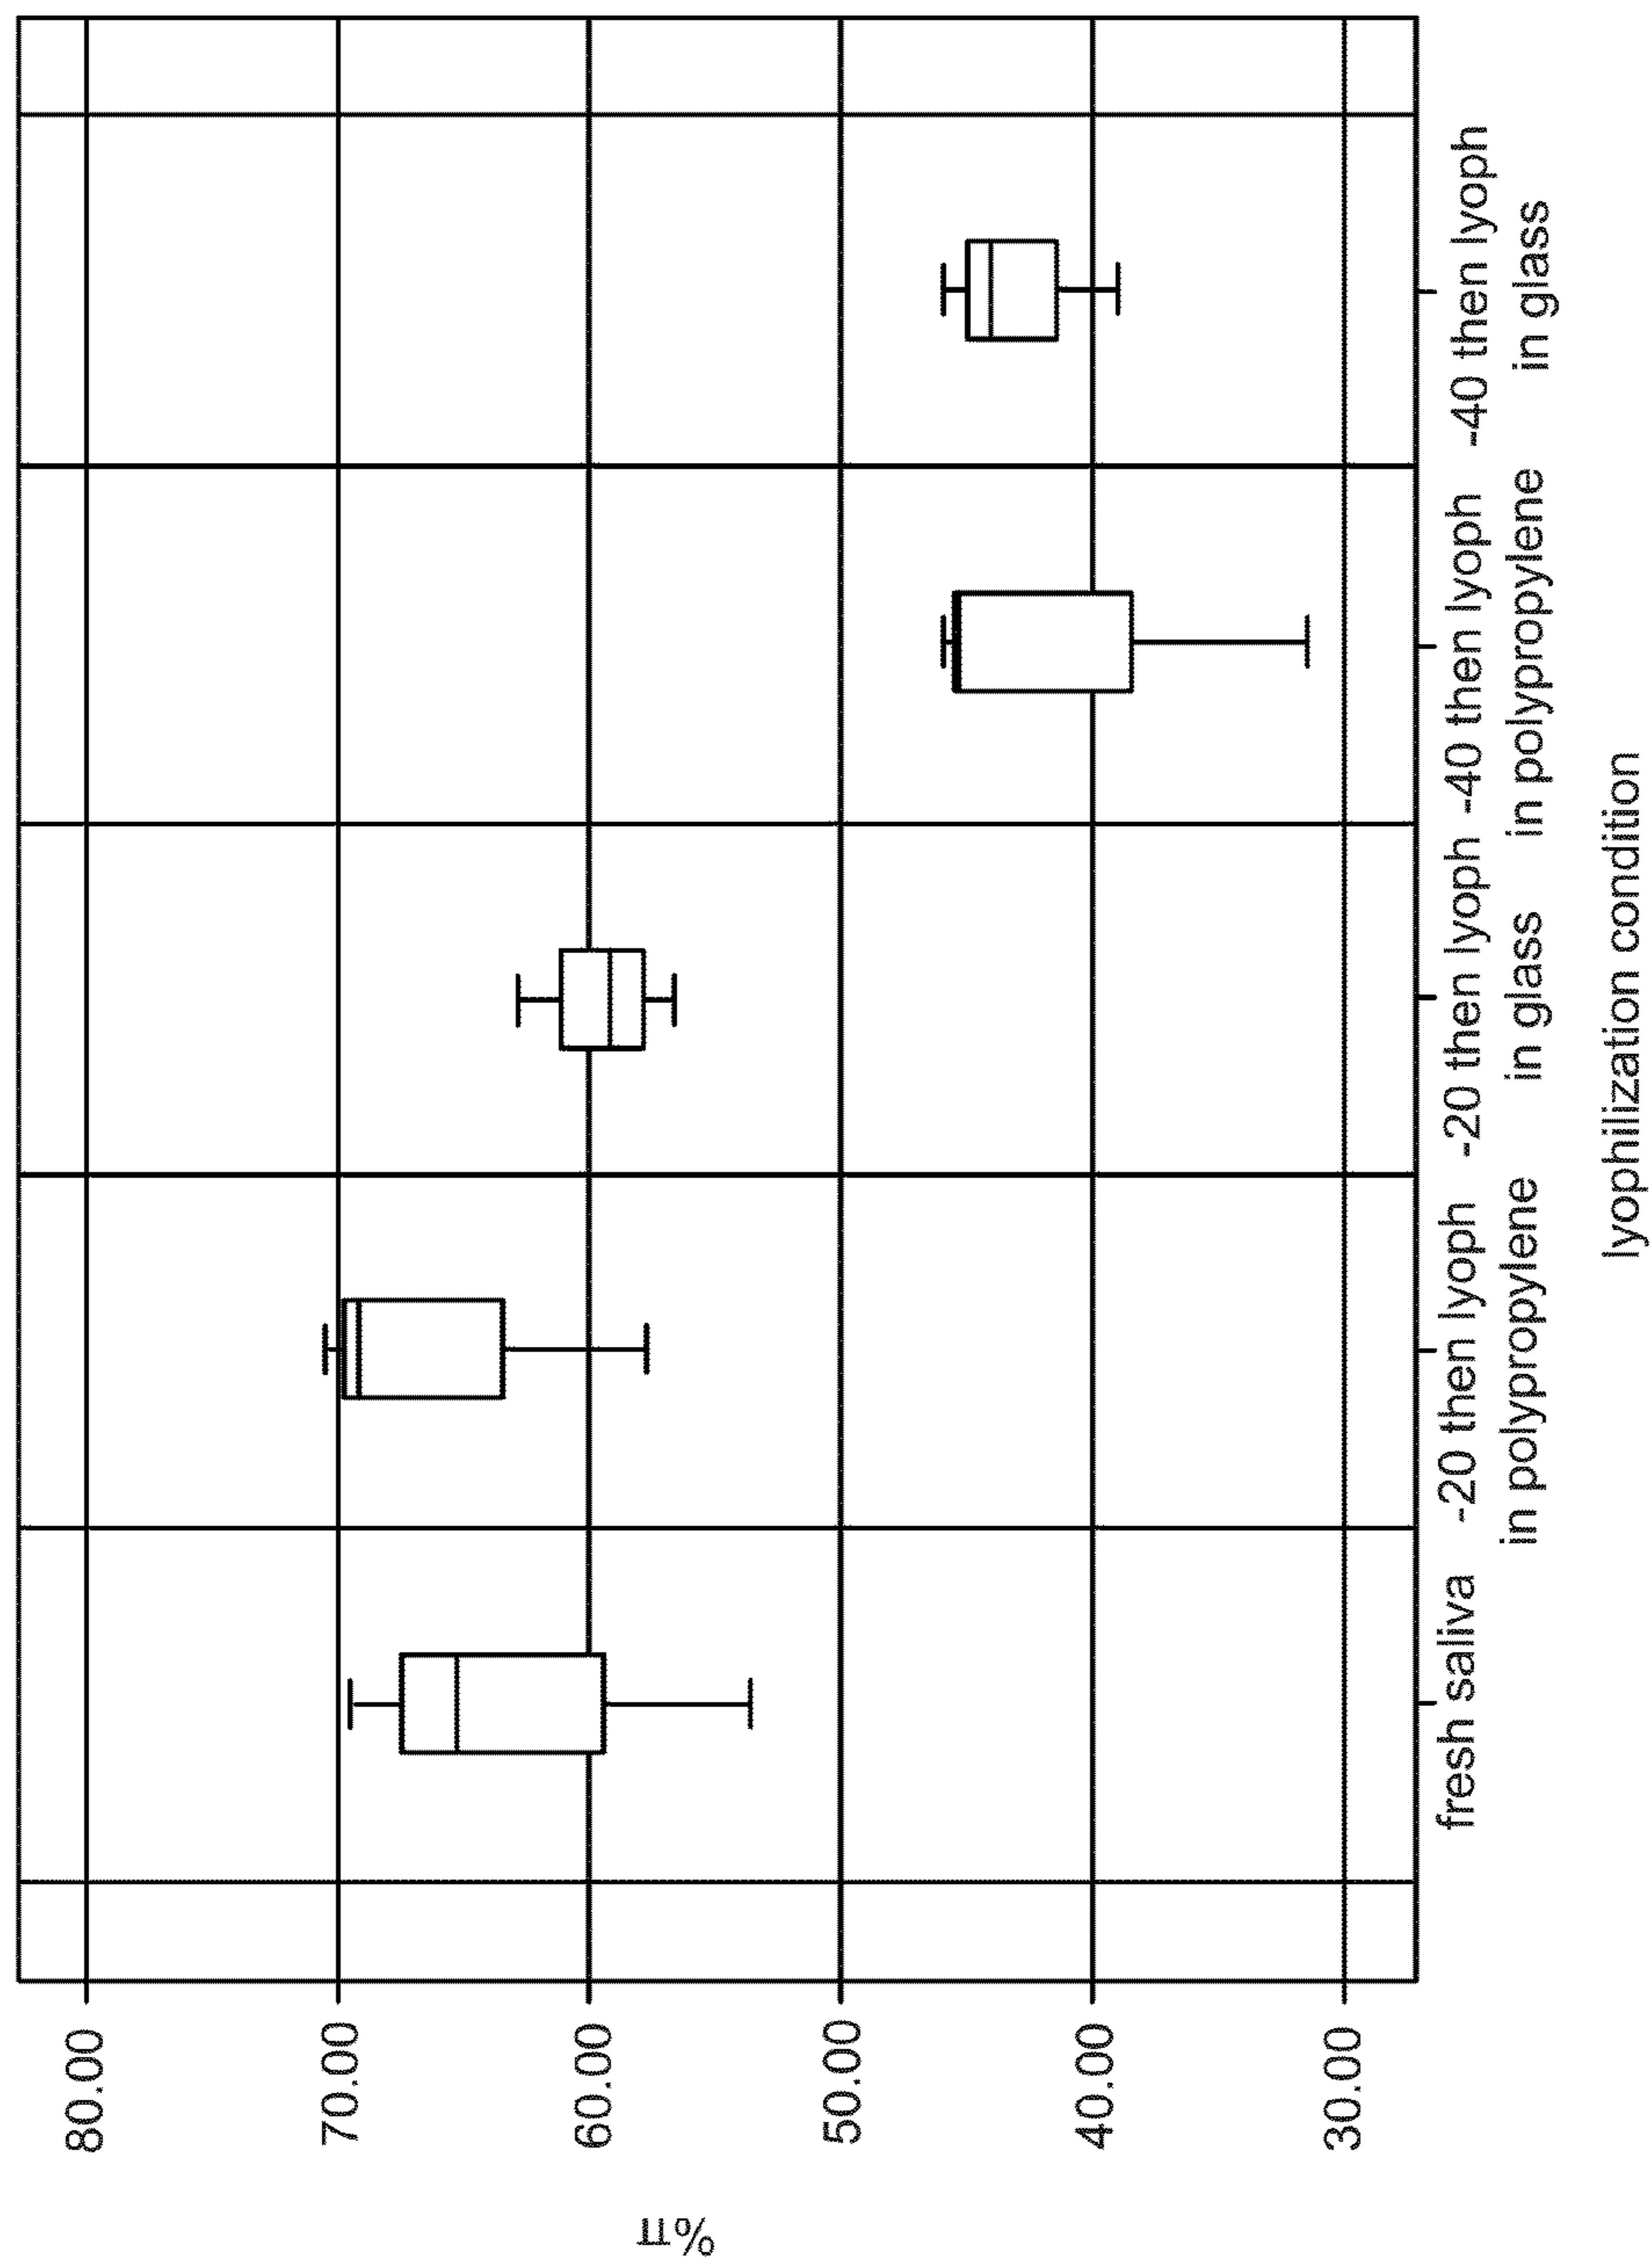 %π
80.00
70.00
60.00
50.00
40.00
30.00
fresh saliva
-20 then lyoph
in polypropylene
-20 then lyoph
in glass
-40 then lyoph
in polypropylene
-40 then lyoph
in glass
lyophilization condition